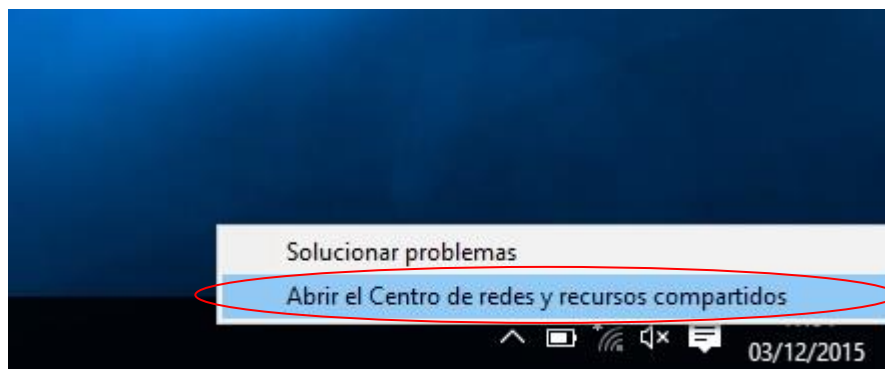 Solucionar problemas
Abrir el Centro de redes y recursos compartidos
03/12/2015